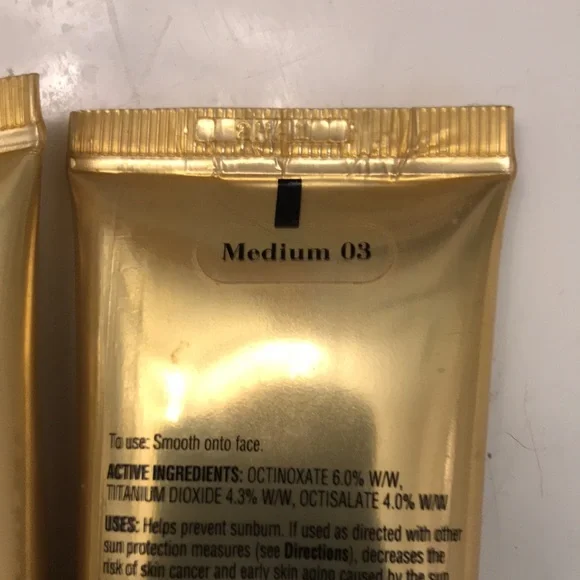 Medium 03
To use: Smooth onto face.
ACTIVE INGREDIENTS: OCTINOXATE 6.0% W/W,
TITANIUM DIOXIDE 4.3% W/W, OCTISALATE 4.0% W/W
USES: Helps prevent sunburn. If used as directed with other
sun protection measures (see Directions), decreases the
risk of skin cancer and early skin aging caused by the sun